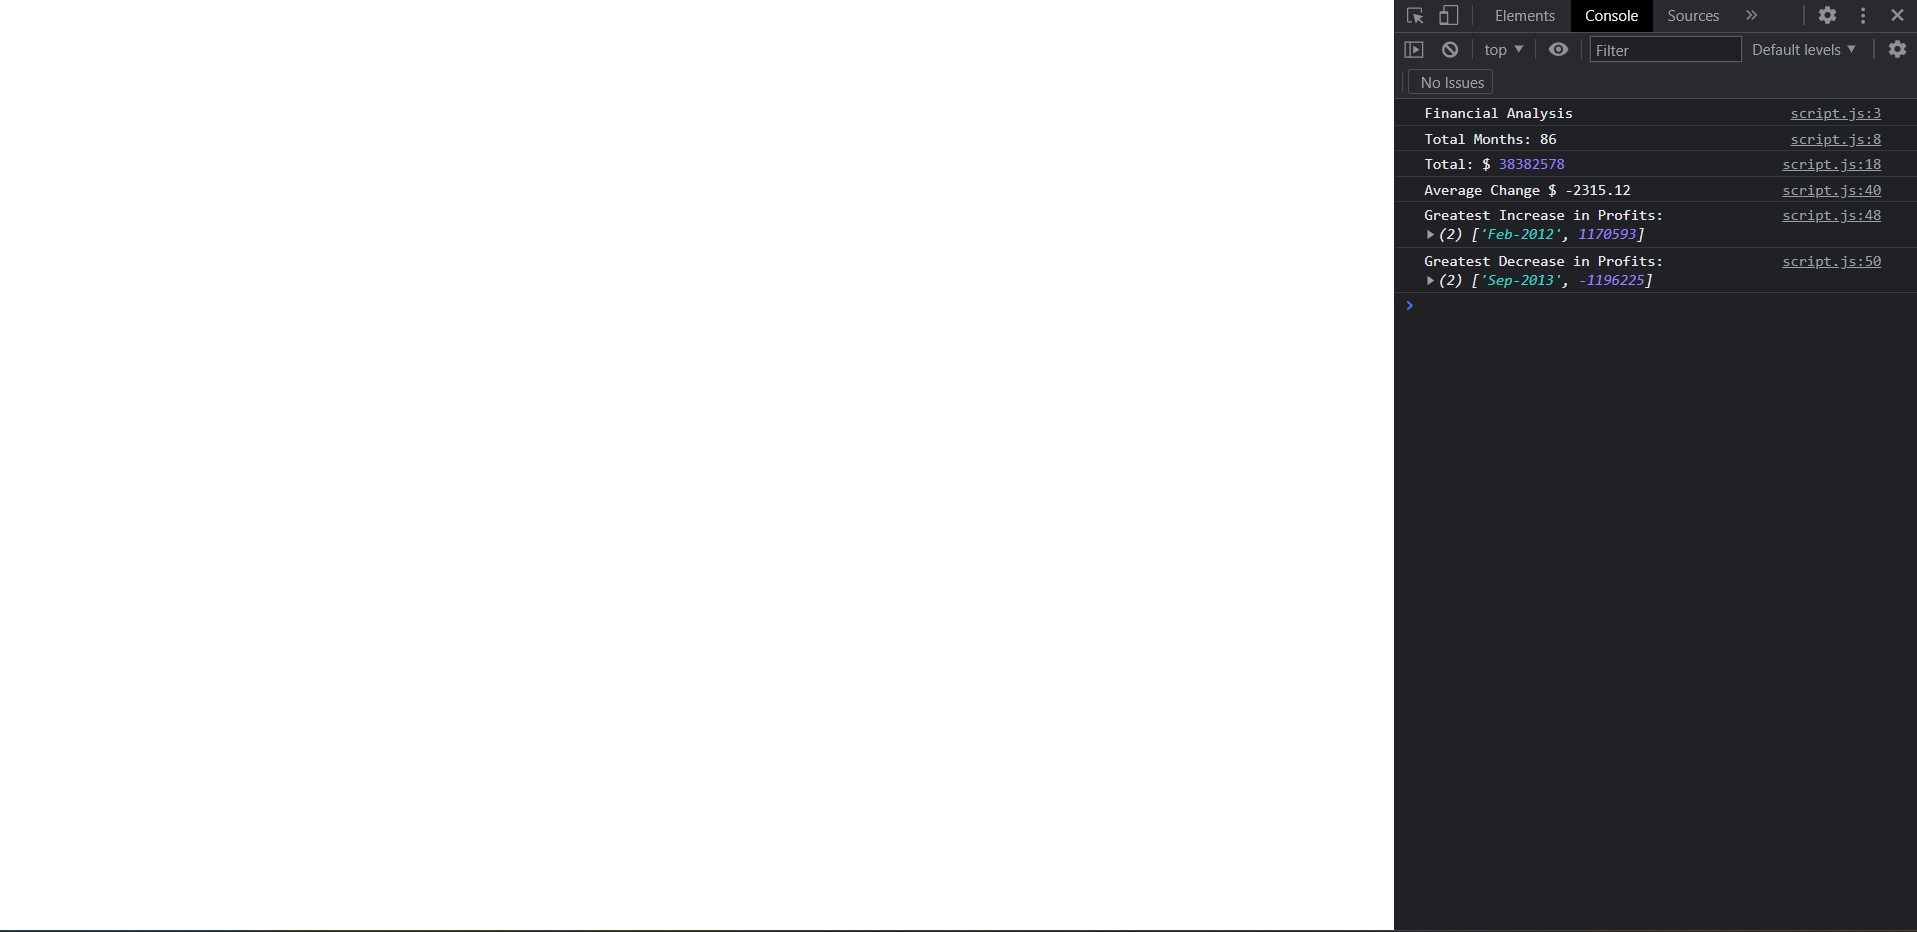 Elements Console Sources
top Filter Default levels
No Issues
Financial Analysis script.js:3
Total Months: 86 script.js:8
Total: $ 38382578 script.js:18
Average Change $ -2315.12 script.js:40
Greatest Increase in Profits: script.js:48
(2) ['Feb-2012', 1170593]
Greatest Decrease in Profits: script.js:50
(2) ['Sep-2013', -1196225]